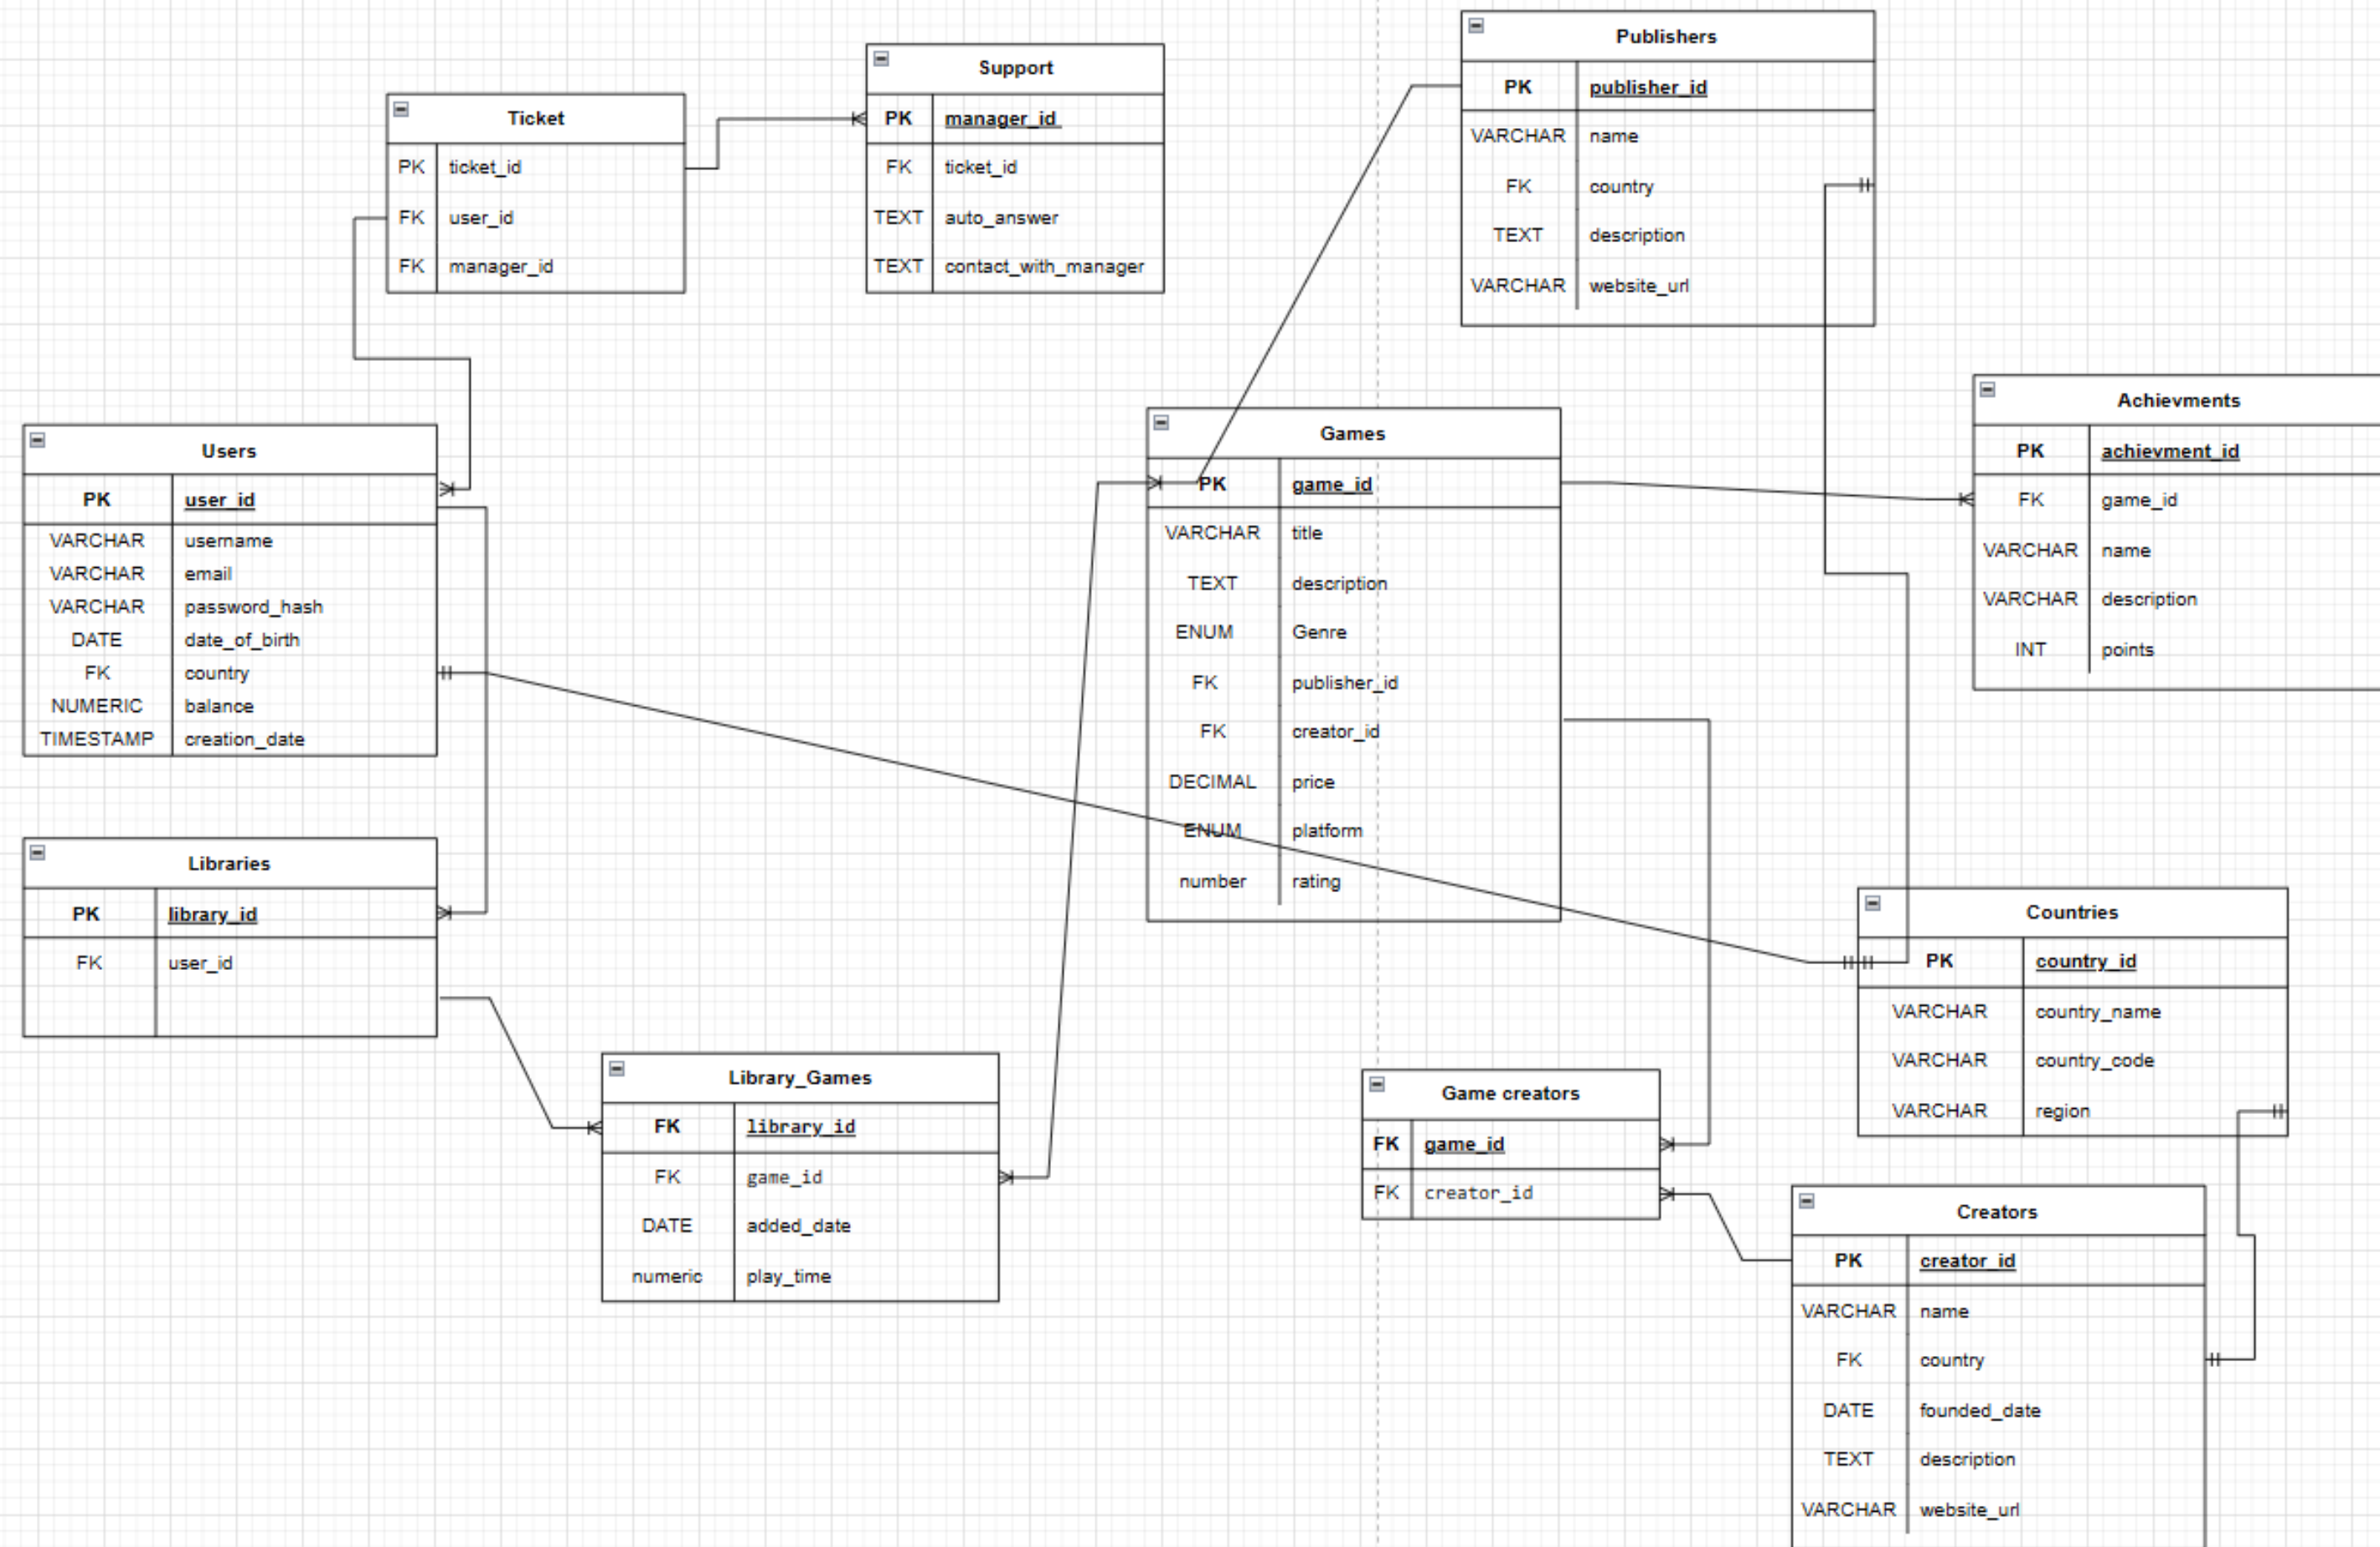 Ticket
PK ticket_id
FK user_id
FK manager_id
Support
PK manager_id
FK ticket_id
TEXT auto_answer
TEXT contact_with_manager
Publishers
PK publisher_id
VARCHAR name
FK country
TEXT description
VARCHAR website_url
Users
PK user_id
VARCHAR username
VARCHAR email
VARCHAR password_hash
DATE date_of_birth
FK country
NUMERIC balance
TIMESTAMP creation_date
Games
PK game_id
VARCHAR title
TEXT description
ENUM Genre
FK publisher_id
FK creator_id
DECIMAL price
ENUM platform
number rating
Achievments
PK achievment_id
FK game_id
VARCHAR name
VARCHAR description
INT points
Libraries
PK library_id
FK user_id
Library_Games
FK library_id
FK game_id
DATE added_date
numeric play_time
Game creators
FK game_id
FK creator_id
Countries
PK country_id
VARCHAR country_name
VARCHAR country_code
VARCHAR region
Creators
PK creator_id
VARCHAR name
FK country
DATE founded_date
TEXT description
VARCHAR website_url